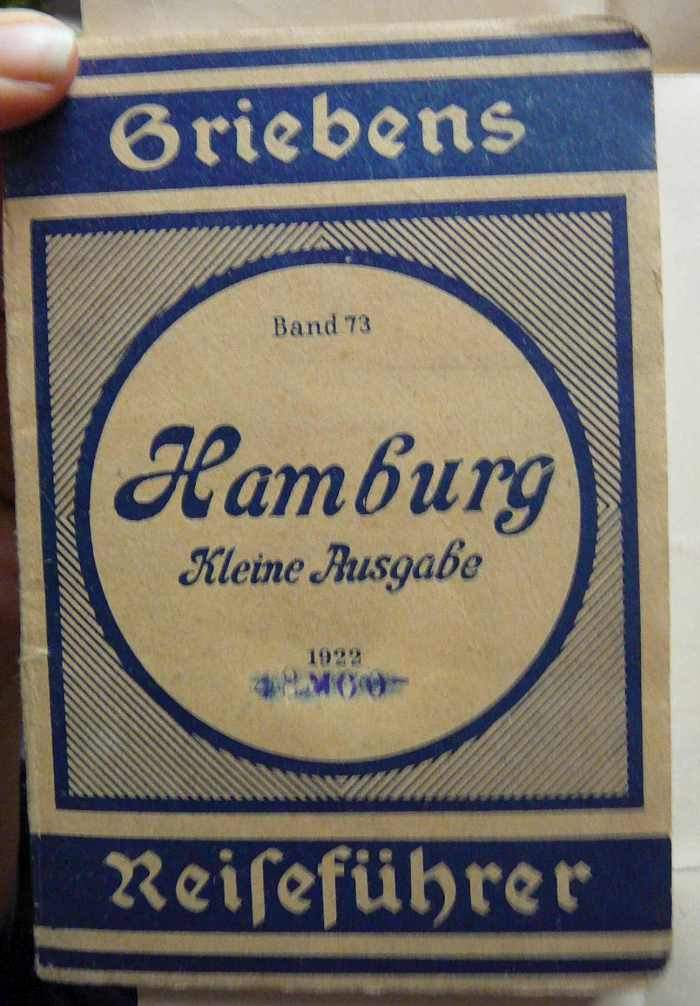 Griebens
Band 73
Hamburg
Kleine Ausgabe
1922
Reiſeführer